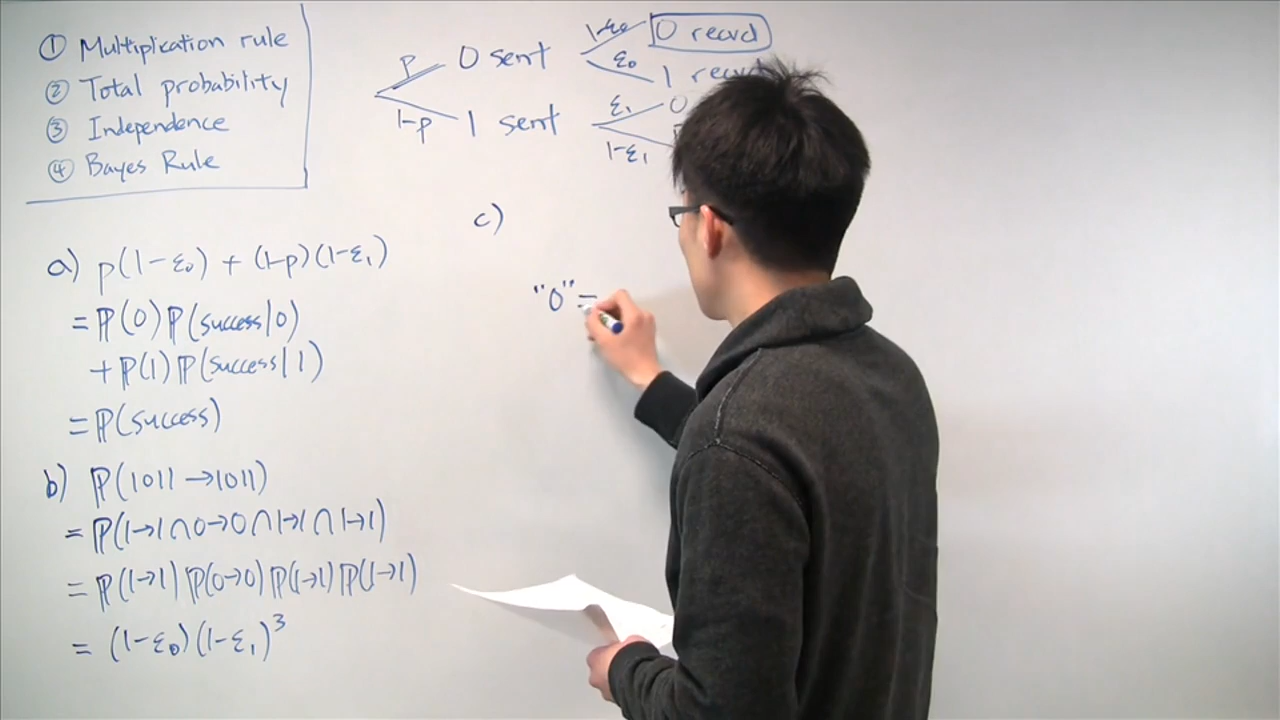 ① Multiplication rule
② Total probability
③ Independence
④ Bayes Rule
p 0 sent 1-ε₀ 0 recvd
ε₀ 1
1-p 1 sent ε₁ 0
1-ε₁
a) p(1-ε₀) + (1-p)(1-ε₁)
= ℙ(0)ℙ(success|0)
+ ℙ(1)ℙ(success|1)
= ℙ(success)
b) ℙ(1011 → 1011)
= ℙ(1→1 ∩ 0→0 ∩ 1→1 ∩ 1→1)
= ℙ(1→1) ℙ(0→0) ℙ(1→1) ℙ(1→1)
= (1-ε₀)(1-ε₁)³
c)
"0" =